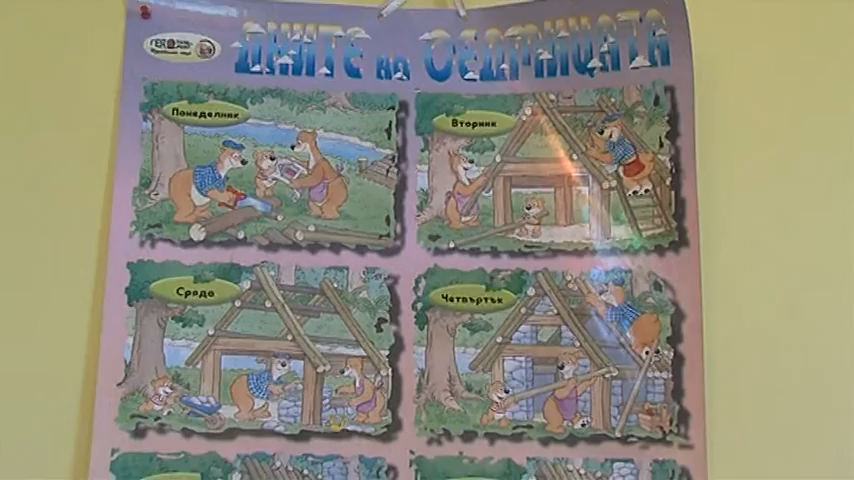 Дните на седмицата
Понеделник
Вторник
Сряда
Четвъртък